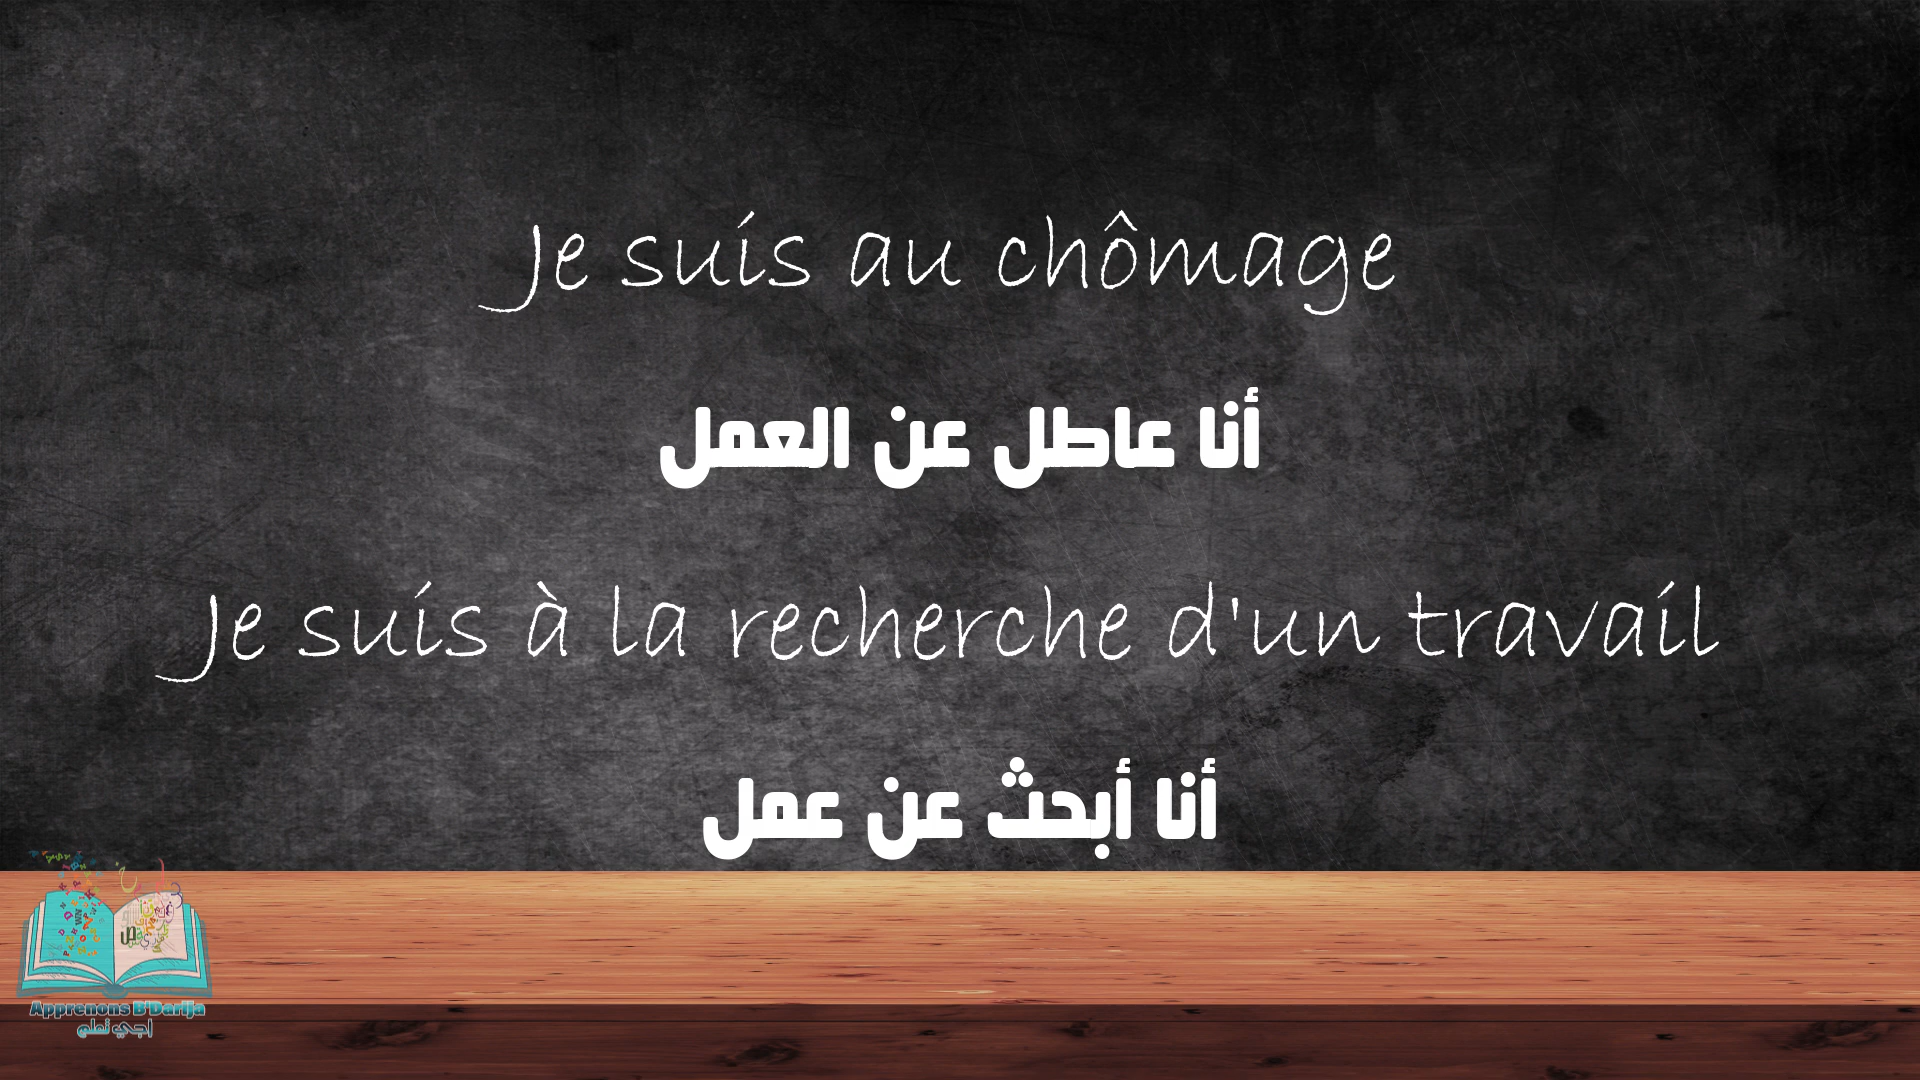 Je suis au chômage
أنا عاطل عن العمل
Je suis à la recherche d'un travail
أنا أبحث عن عمل
Apprenons B'Darija
اجي نتعلم